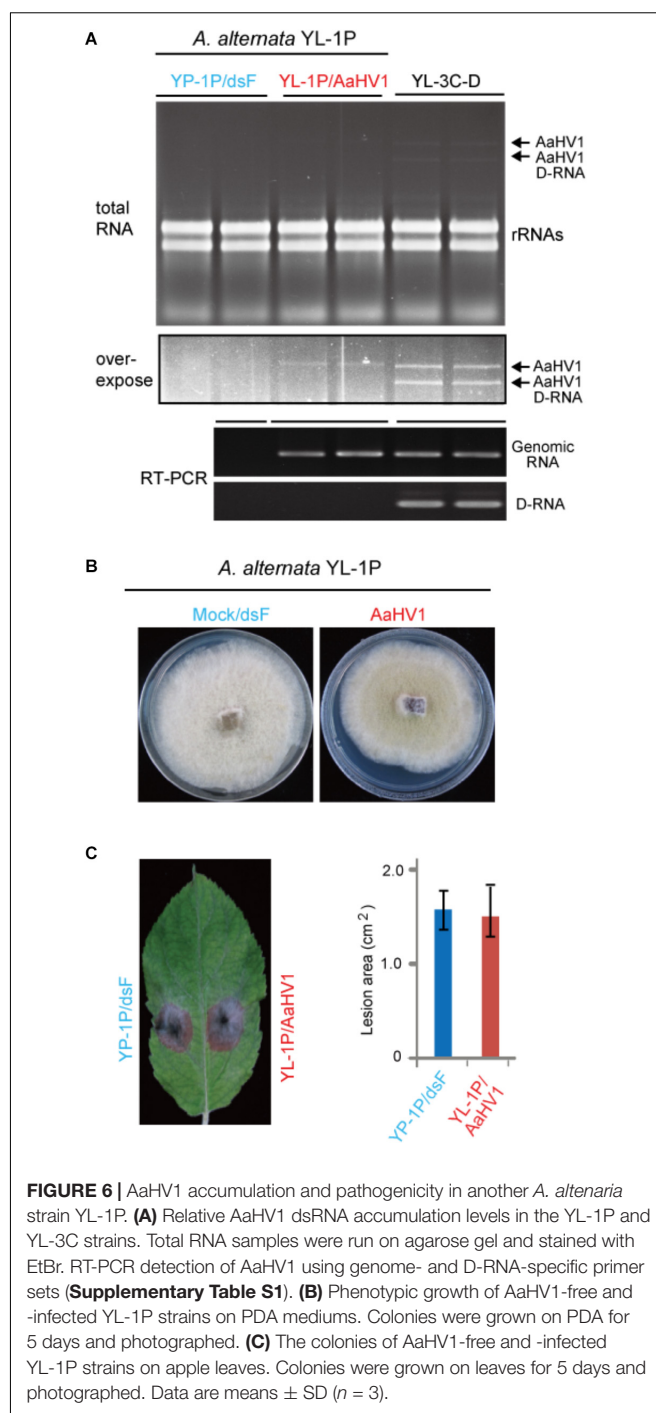 A
A. alternata YL-1P
YP-1P/dsF YL-1P/AaHV1 YL-3C-D
AaHV1
AaHV1
D-RNA
total
RNA
rRNAs
over-
expose
AaHV1
AaHV1
D-RNA
RT-PCR
Genomic
RNA
D-RNA
B
A. alternata YL-1P
Mock/dsF AaHV1
C
YP-1P/dsF
YL-1P/AaHV1
Lesion area (cm²)
2.0
1.0
0
YP-1P/dsF
YL-1P/
AaHV1
FIGURE 6 | AaHV1 accumulation and pathogenicity in another A. altenaria
strain YL-1P. (A) Relative AaHV1 dsRNA accumulation levels in the YL-1P and
YL-3C strains. Total RNA samples were run on agarose gel and stained with
EtBr. RT-PCR detection of AaHV1 using genome- and D-RNA-specific primer
sets (Supplementary Table S1). (B) Phenotypic growth of AaHV1-free and
-infected YL-1P strains on PDA mediums. Colonies were grown on PDA for
5 days and photographed. (C) The colonies of AaHV1-free and -infected
YL-1P strains on apple leaves. Colonies were grown on leaves for 5 days and
photographed. Data are means ± SD (n = 3).